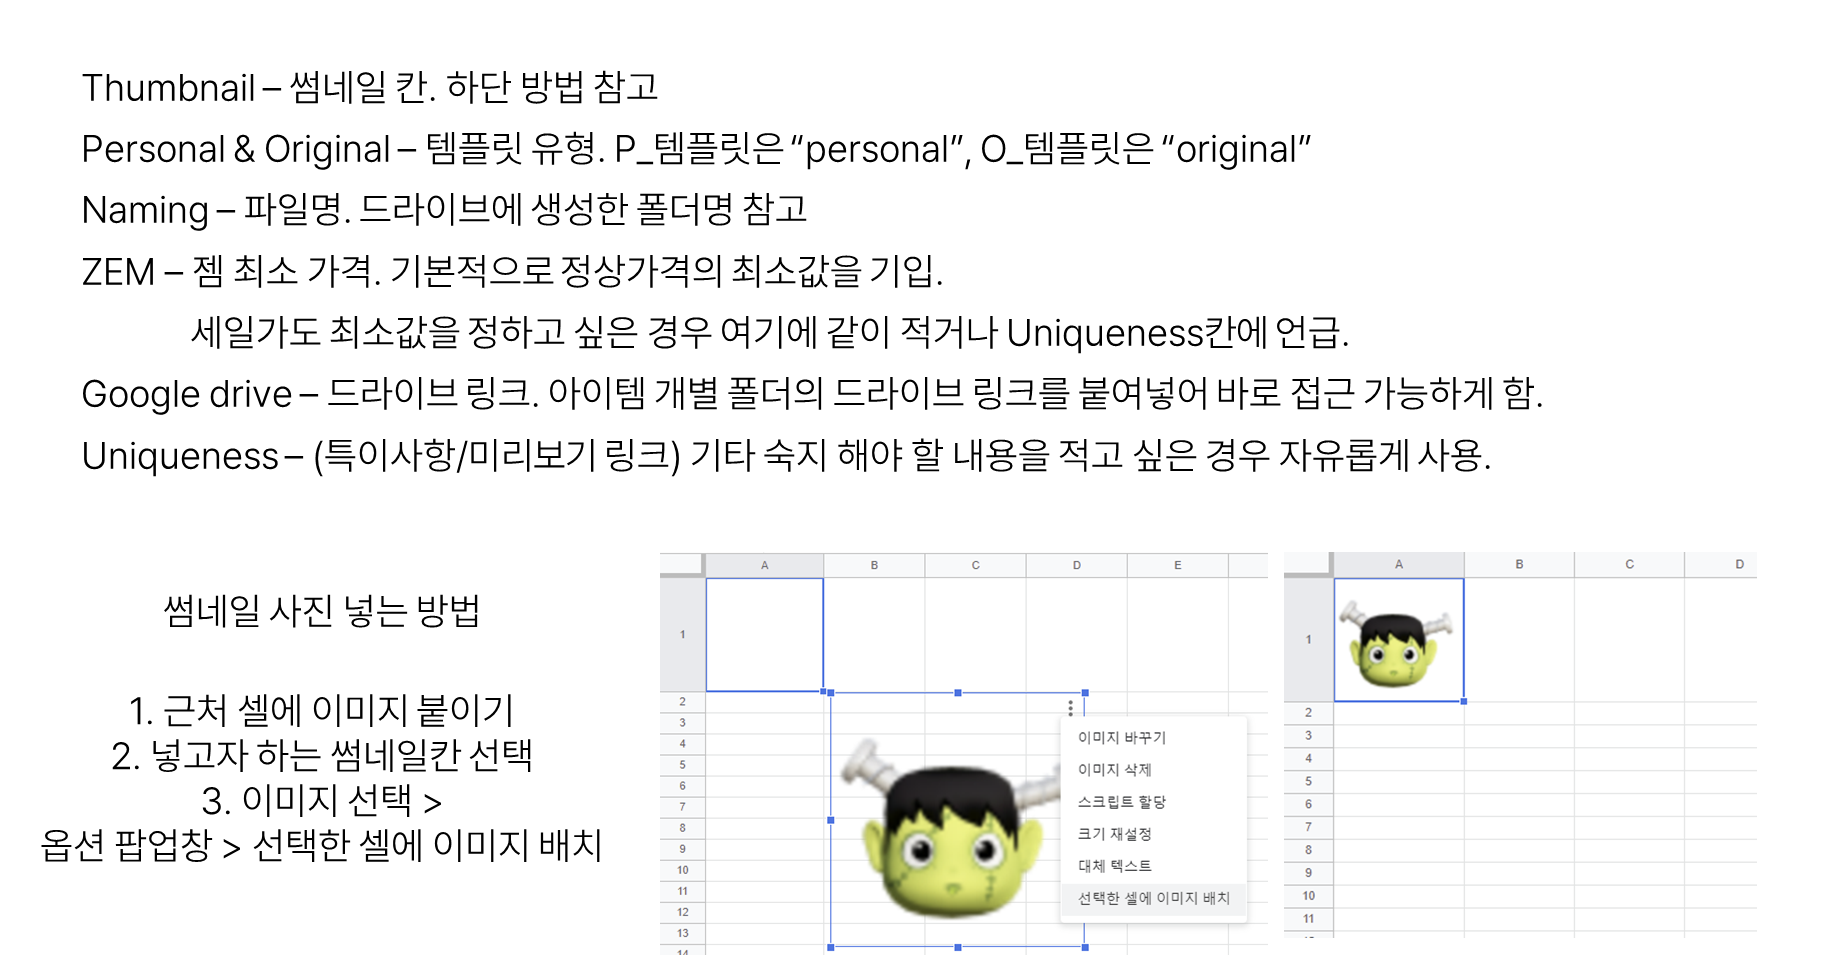 Thumbnail – 썸네일 칸. 하단 방법 참고
Personal & Original – 템플릿 유형. P_템플릿은 “personal”, O_템플릿은 “original”
Naming – 파일명. 드라이브에 생성한 폴더명 참고
ZEM – 젬 최소 가격. 기본적으로 정상가격의 최소값을 기입.
세일가도 최소값을 정하고 싶은 경우 여기에 같이 적거나 Uniqueness칸에 언급.
Google drive – 드라이브 링크. 아이템 개별 폴더의 드라이브 링크를 붙여넣어 바로 접근 가능하게 함.
Uniqueness – (특이사항/미리보기 링크) 기타 숙지 해야 할 내용을 적고 싶은 경우 자유롭게 사용.
썸네일 사진 넣는 방법
1. 근처 셀에 이미지 붙이기
2. 넣고자 하는 썸네일칸 선택
3. 이미지 선택 >
옵션 팝업창 > 선택한 셀에 이미지 배치
A B C D E
1
2
3
4
5
6
7
8
9
10
11
12
13
14
이미지 바꾸기
이미지 삭제
스크립트 할당
크기 재설정
대체 텍스트
선택한 셀에 이미지 배치
A B C D
1
2
3
4
5
6
7
8
9
10
11